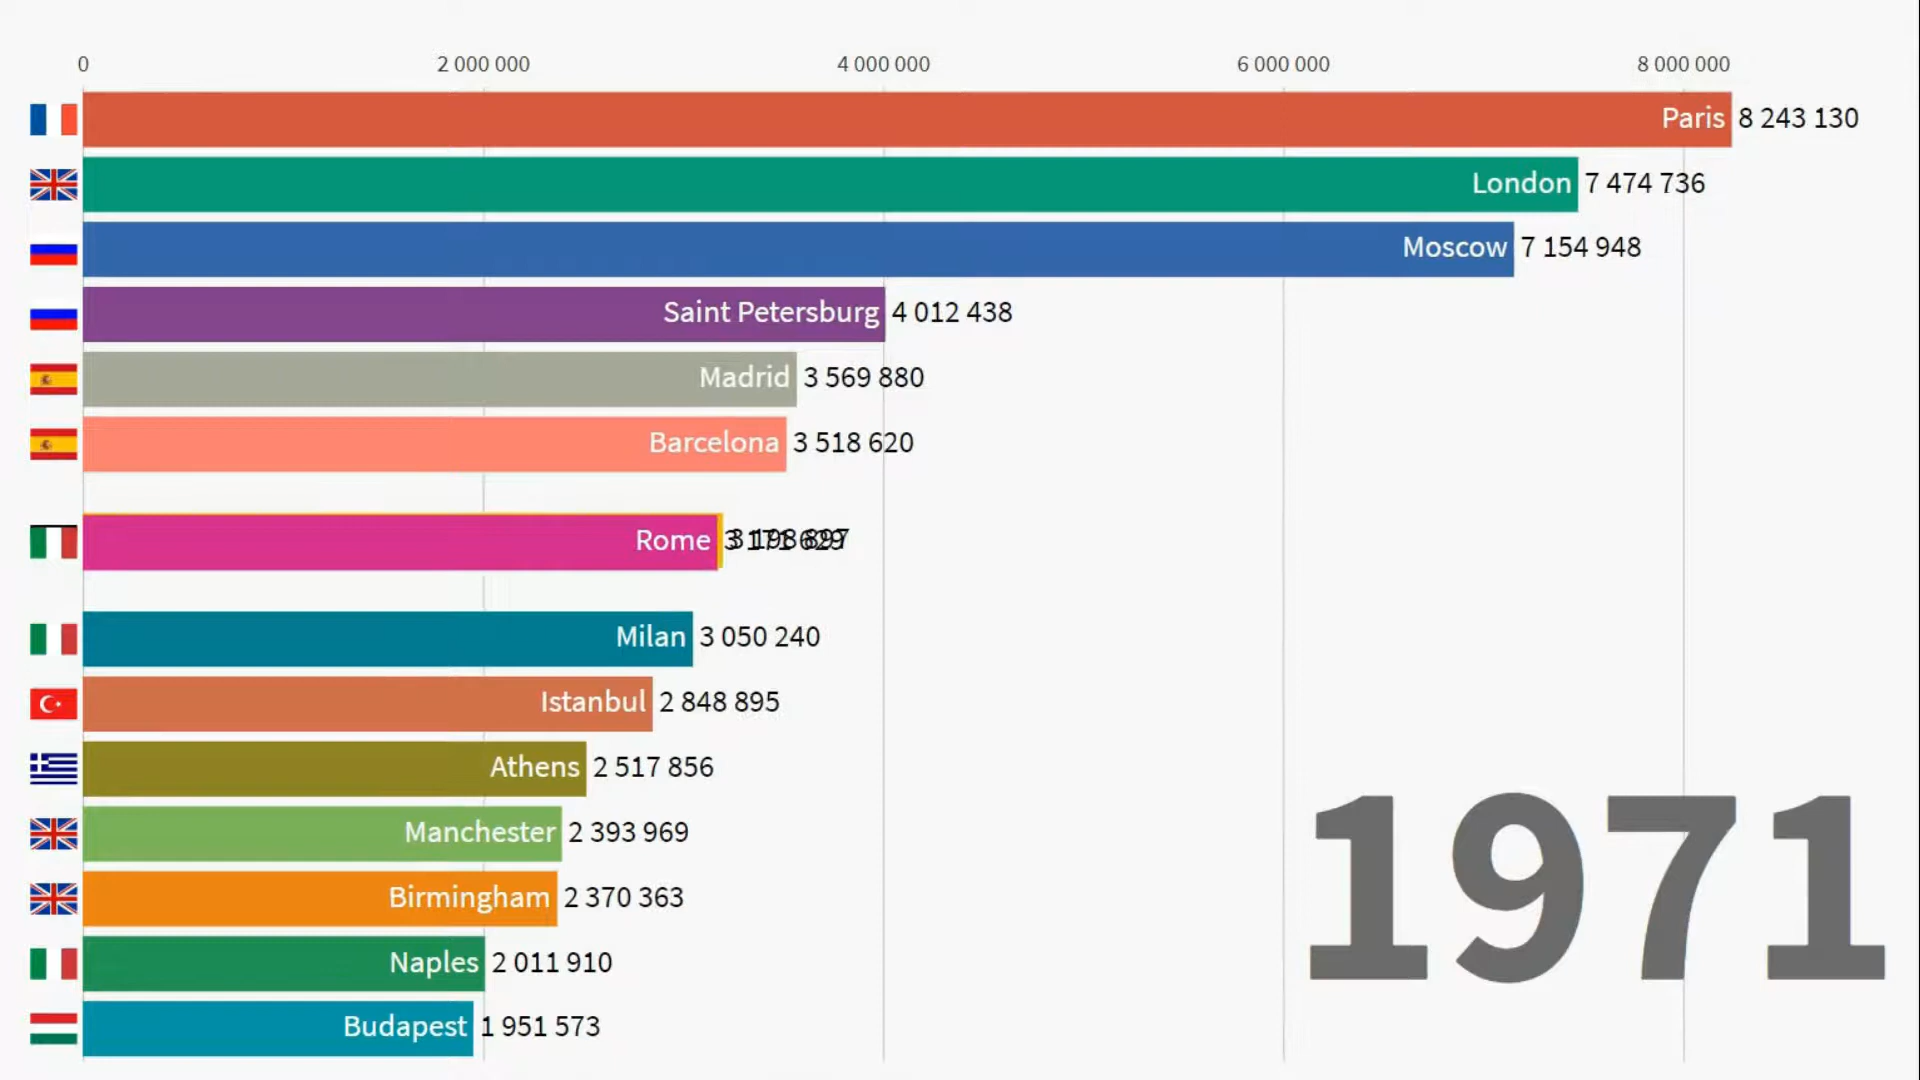 0 2 000 000 4 000 000 6 000 000 8 000 000
Paris 8 243 130
London 7 474 736
Moscow 7 154 948
Saint Petersburg 4 012 438
Madrid 3 569 880
Barcelona 3 518 620
Rome
Milan 3 050 240
Istanbul 2 848 895
Athens 2 517 856
Manchester 2 393 969
Birmingham 2 370 363
Naples 2 011 910
Budapest 1 951 573
1971